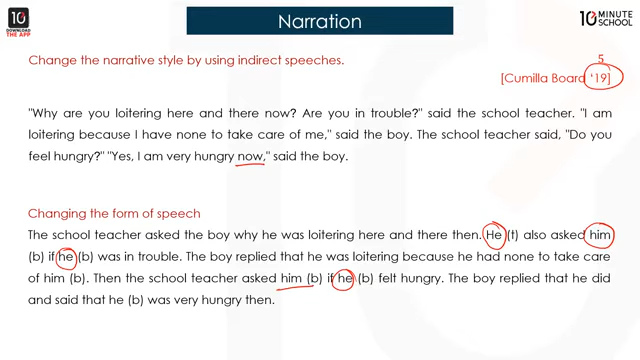 Narration
10
DOWNLOAD
THE APP
10 MINUTE
SCHOOL
Change the narrative style by using indirect speeches.
5
[Cumilla Board ‘19]
"Why are you loitering here and there now? Are you in trouble?" said the school teacher. "I am
loitering because I have none to take care of me," said the boy. The school teacher said, "Do you
feel hungry?" "Yes, I am very hungry now," said the boy.
Changing the form of speech
The school teacher asked the boy why he was loitering here and there then. He (t) also asked him
(b) if he (b) was in trouble. The boy replied that he was loitering because he had none to take care
of him (b). Then the school teacher asked him (b) if he (b) felt hungry. The boy replied that he did
and said that he (b) was very hungry then.